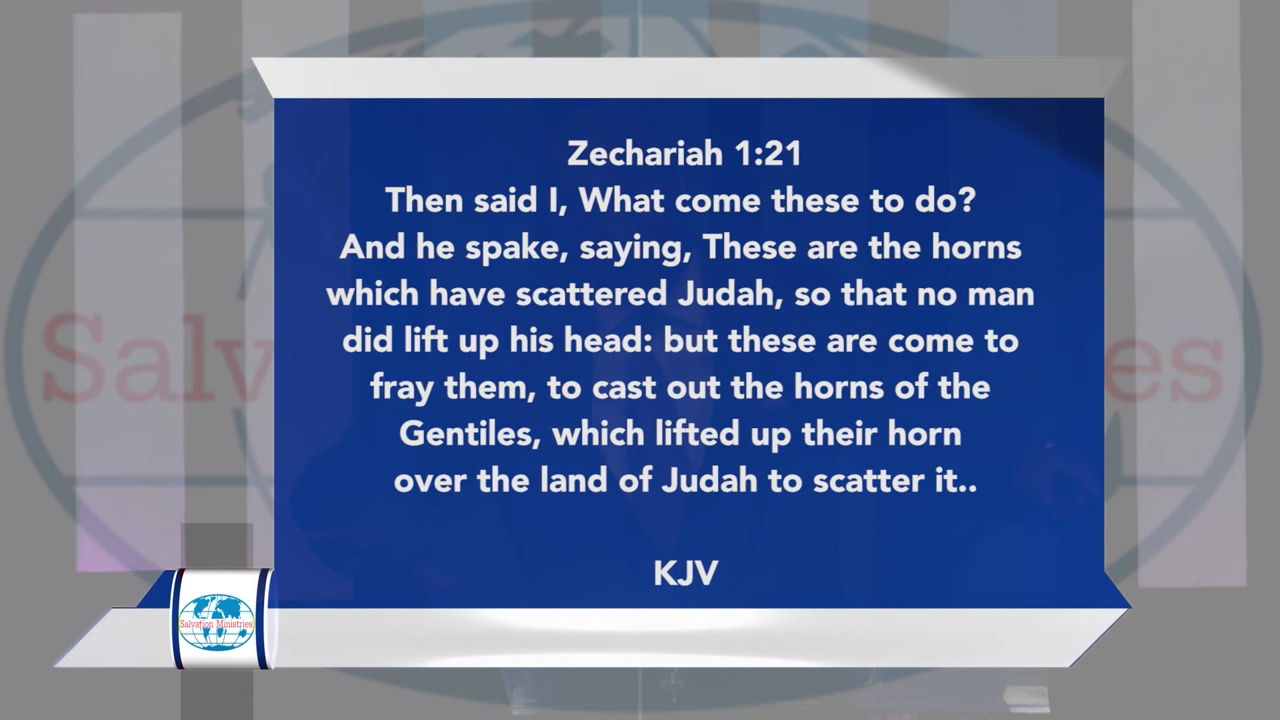 Zechariah 1:21
Then said I, What come these to do?
And he spake, saying, These are the horns
which have scattered Judah, so that no man
did lift up his head: but these are come to
fray them, to cast out the horns of the
Gentiles, which lifted up their horn
over the land of Judah to scatter it..
KJV
Salvation Ministries
Salv
es